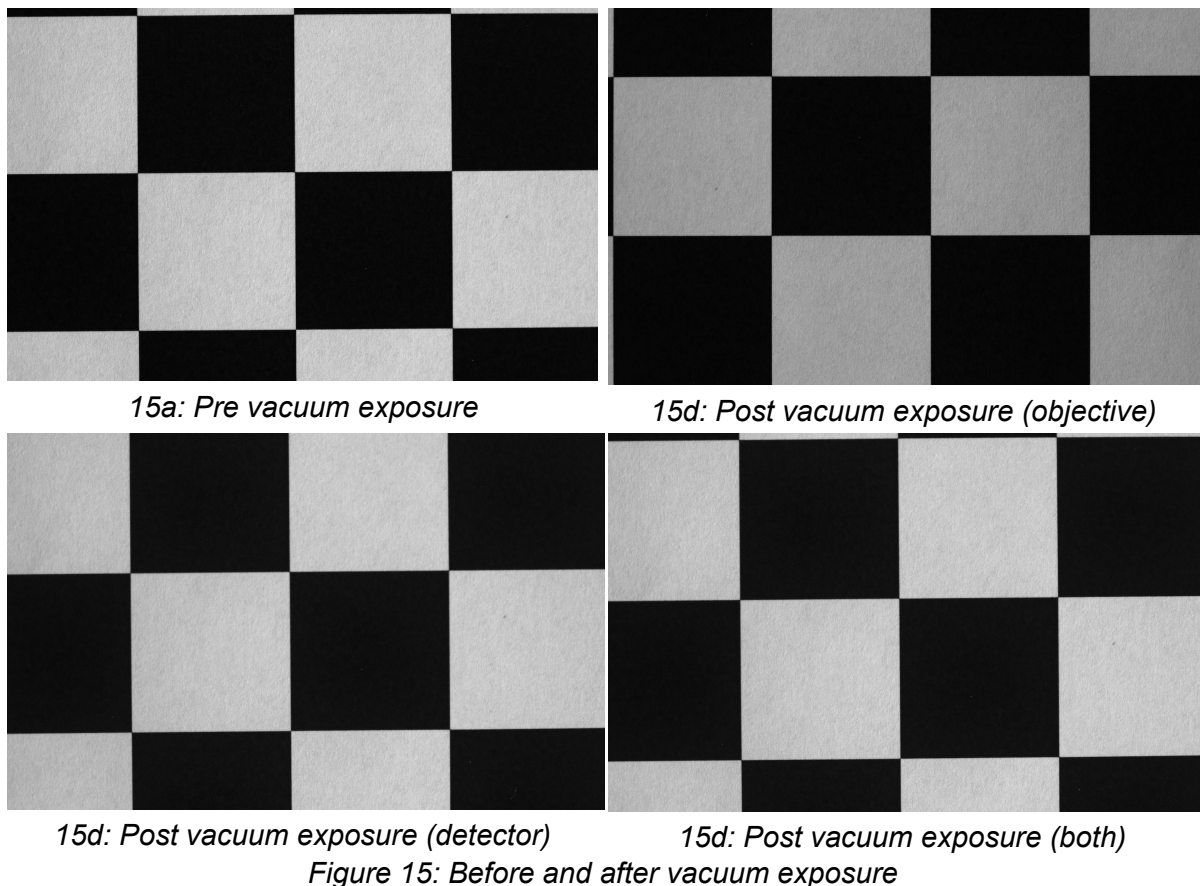 15a: Pre vacuum exposure
15d: Post vacuum exposure (objective)
15d: Post vacuum exposure (detector)
15d: Post vacuum exposure (both)
Figure 15: Before and after vacuum exposure